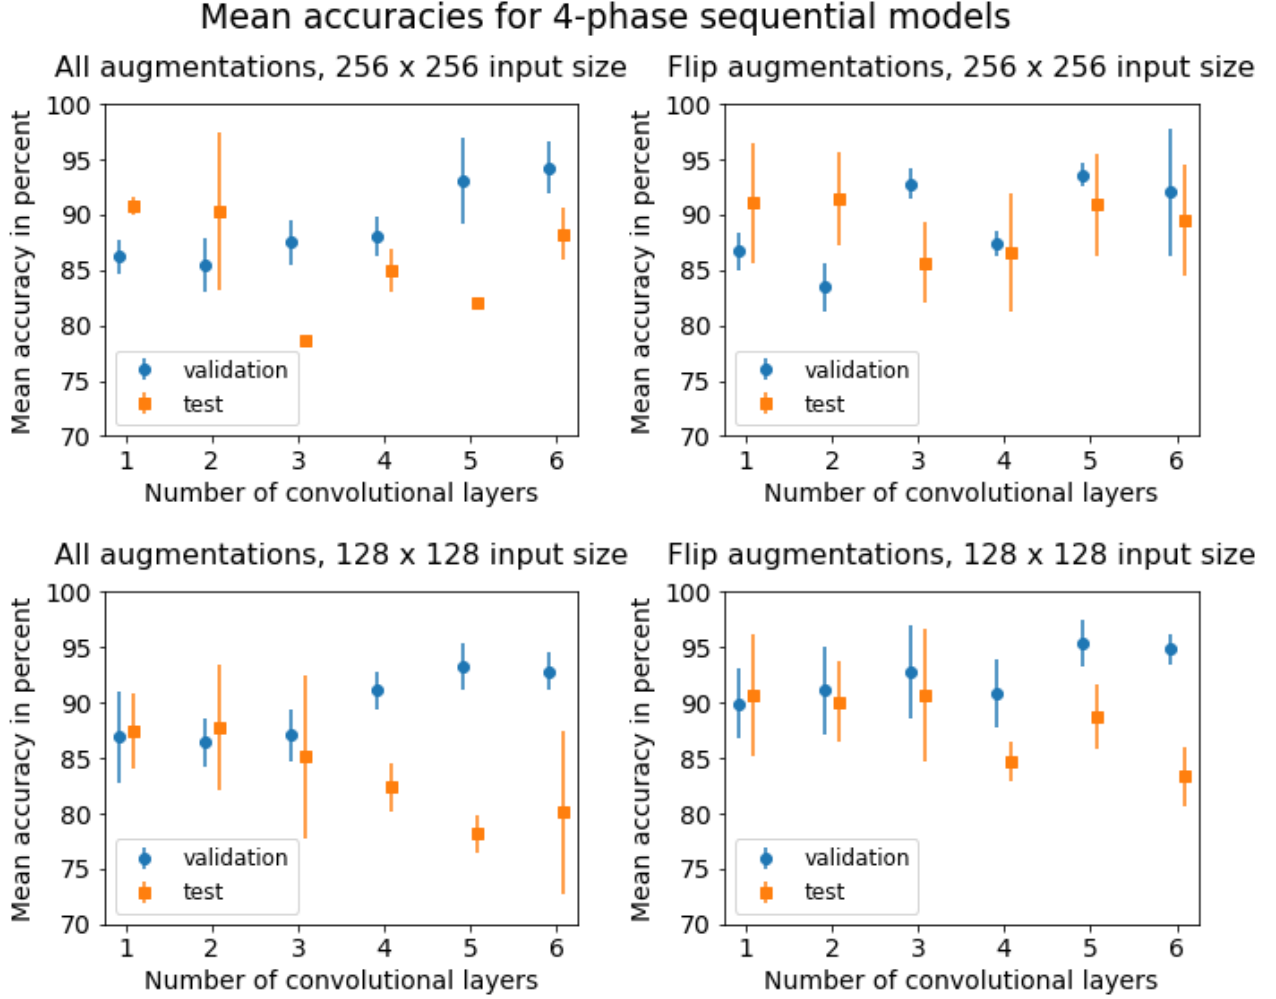 Mean accuracies for 4-phase sequential models
All augmentations, 256 x 256 input size
Mean accuracy in percent
100
95
90
85
80
75
70
validation
test
1 2 3 4 5 6
Number of convolutional layers
Flip augmentations, 256 x 256 input size
Mean accuracy in percent
100
95
90
85
80
75
70
validation
test
1 2 3 4 5 6
Number of convolutional layers
All augmentations, 128 x 128 input size
Mean accuracy in percent
100
95
90
85
80
75
70
validation
test
1 2 3 4 5 6
Number of convolutional layers
Flip augmentations, 128 x 128 input size
Mean accuracy in percent
100
95
90
85
80
75
70
validation
test
1 2 3 4 5 6
Number of convolutional layers